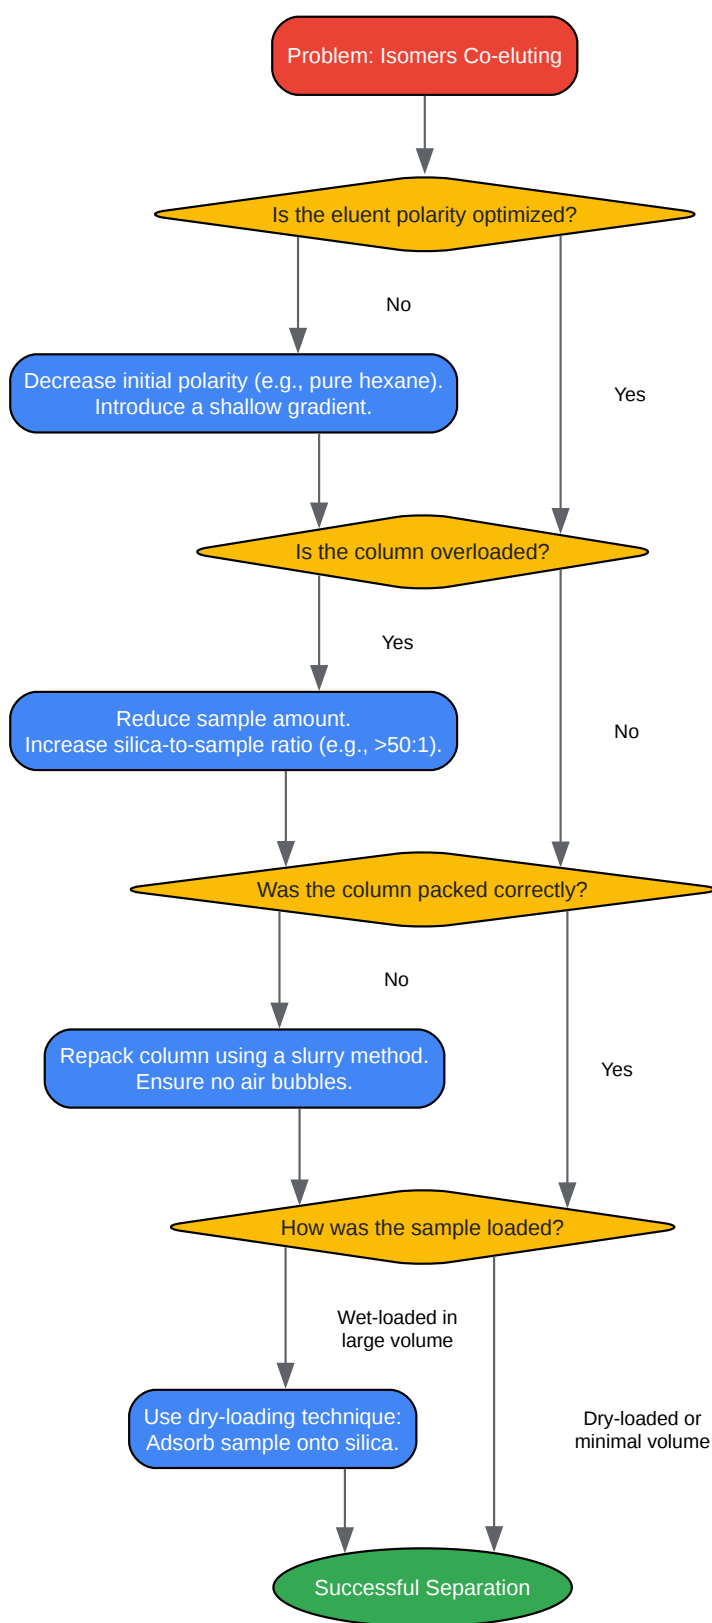 Problem: Isomers Co-eluting
Is the eluent polarity optimized?
No
Decrease initial polarity (e.g., pure hexane).
Introduce a shallow gradient.
Yes
Is the column overloaded?
Yes
Reduce sample amount.
Increase silica-to-sample ratio (e.g., >50:1).
No
Was the column packed correctly?
No
Repack column using a slurry method.
Ensure no air bubbles.
Yes
How was the sample loaded?
Wet-loaded in
large volume
Use dry-loading technique:
Adsorb sample onto silica.
Dry-loaded or
minimal volume
Successful Separation